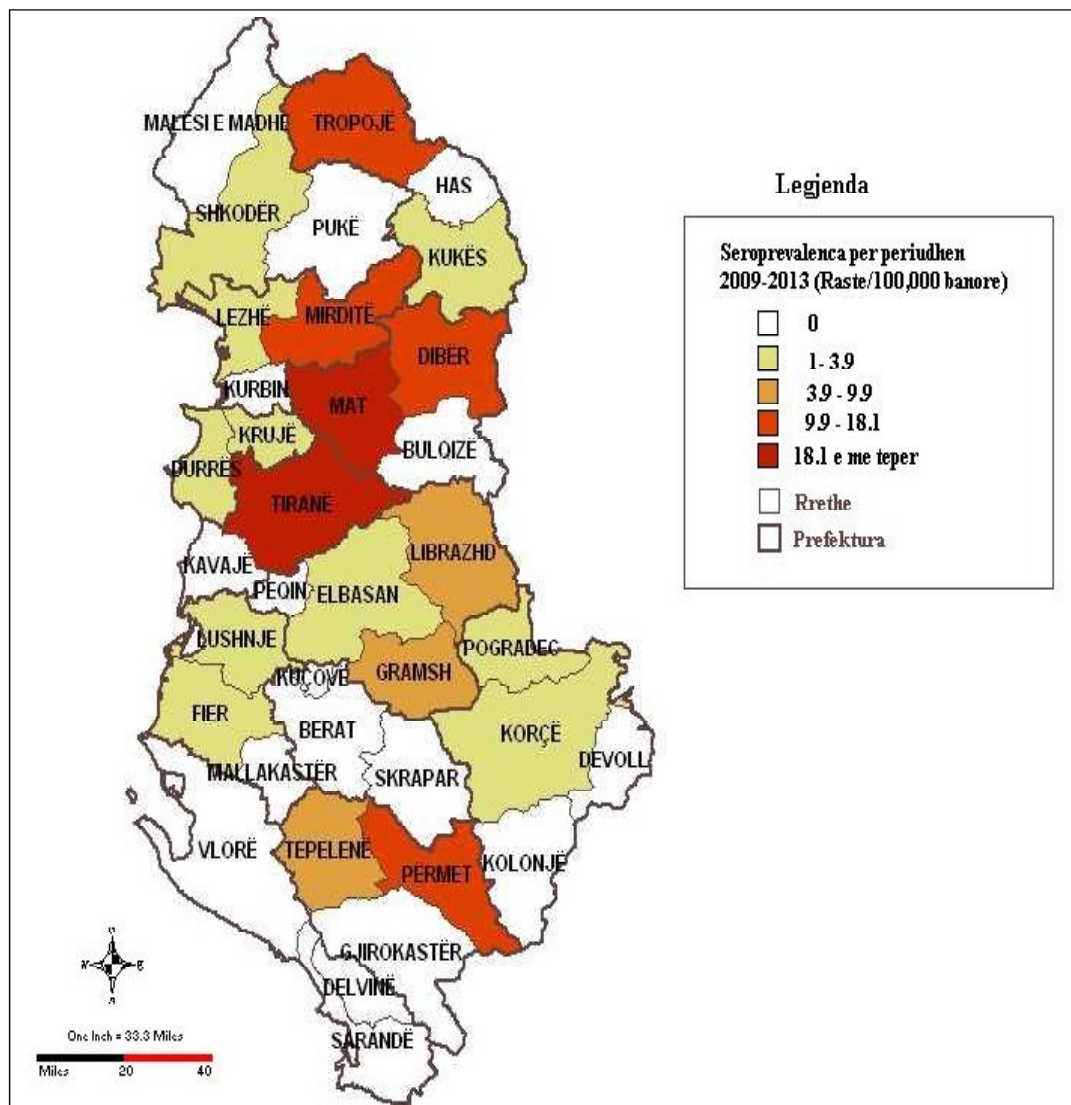 MALËSI E MADHE
TROPOJË
HAS
SHKODËR
PUKË
KUKËS
LEZHË
MIRDITË
DIBËR
KURBIN
MAT
KRUJË
BULQIZË
DURRËS
TIRANË
LIBRAZHD
KAVAJË
PEQIN
ELBASAN
LUSHNJE
POGRADEC
KUÇOVË
GRAMSH
FIER
BERAT
KORÇË
MALLAKASTËR
SKRAPAR
DEVOLL
VLORË
TEPELENË
PËRMET
KOLONJË
GJIROKASTËR
DELVINË
SARANDË
Legjenda
Seroprevalenca per periudhen
2009-2013 (Raste/100,000 banore)
0
1- 3.9
3.9 - 9.9
9.9 - 18.1
18.1 e me teper
Rrethe
Prefektura
N
E
S
One Inch = 33.3 Miles
Miles 20 40